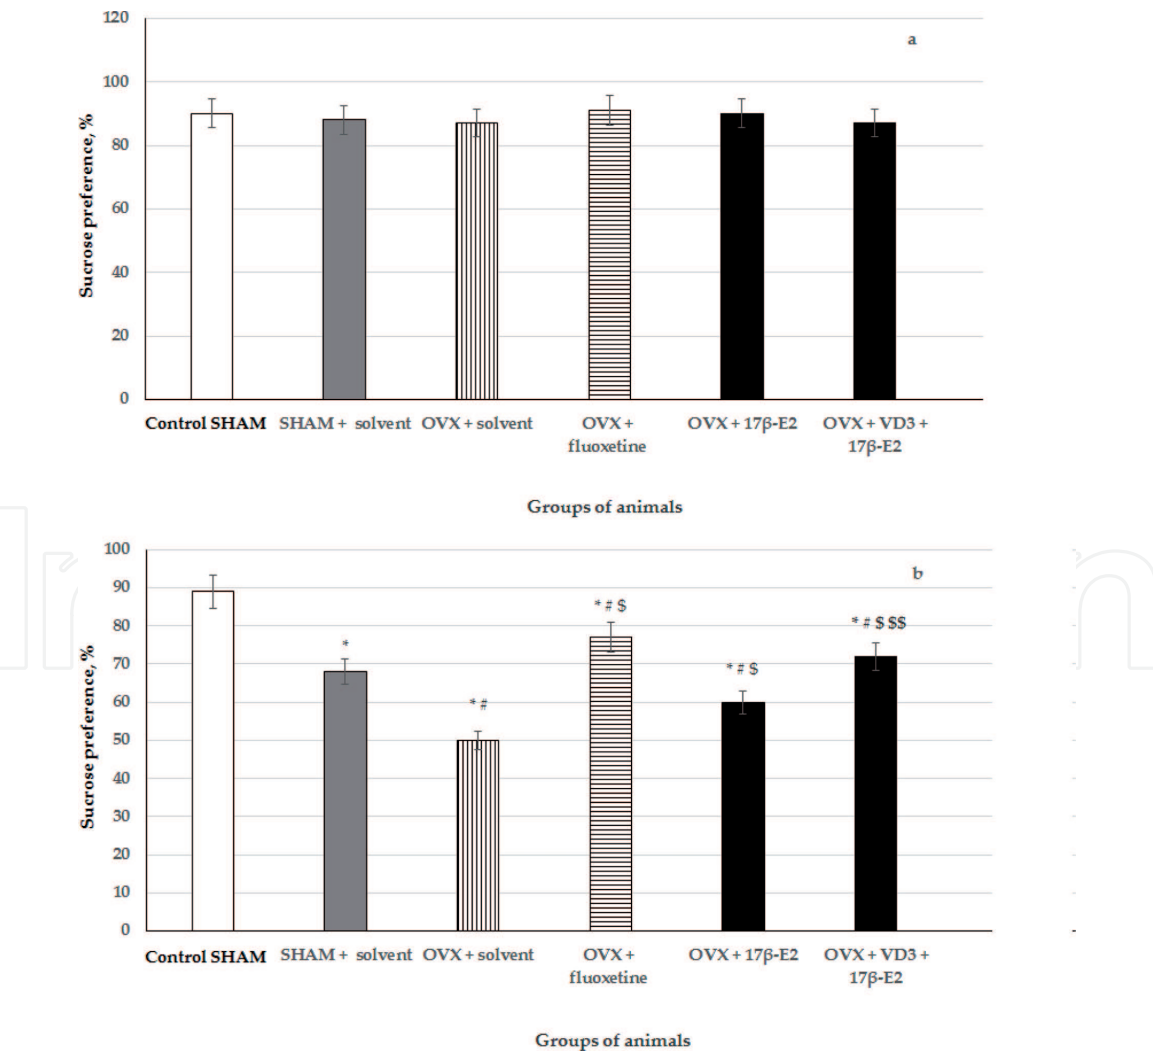 120
a
100
80
60
40
20
0
Sucrose preference, %
Control SHAM SHAM + solvent OVX + solvent OVX + fluoxetine OVX + 17β-E2 OVX + VD3 + 17β-E2
Groups of animals
100
b
90
80
70
60
50
40
30
20
10
0
Sucrose preference, %
*
* #
* # $
* # $
* # $ $$
Control SHAM SHAM + solvent OVX + solvent OVX + fluoxetine OVX + 17β-E2 OVX + VD3 + 17β-E2
Groups of animals